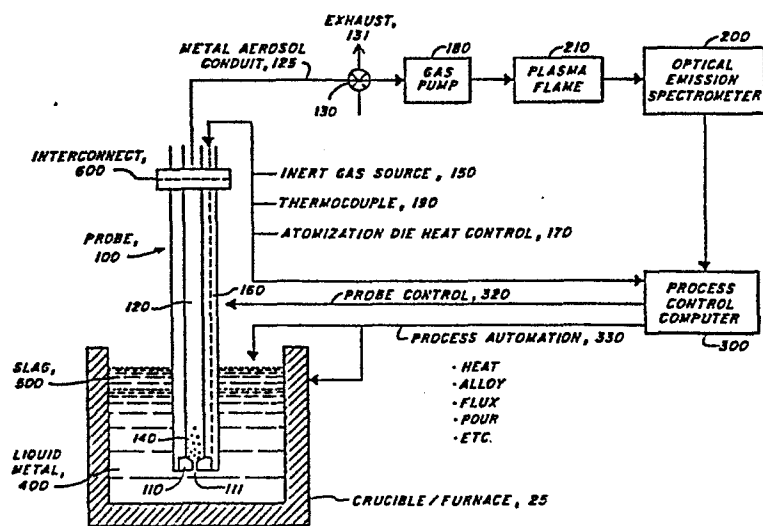 EXHAUST,
131
METAL AEROSOL
CONDUIT, 125
130
180
GAS
PUMP
210
PLASMA
FLAME
200
OPTICAL
EMISSION
SPECTROMETER
INTERCONNECT,
600
INERT GAS SOURCE, 150
THERMOCOUPLE, 190
ATOMIZATION DIE HEAT CONTROL, 170
PROBE,
100
120
160
PROBE CONTROL, 320
PROCESS
CONTROL
COMPUTER
300
PROCESS AUTOMATION, 330
• HEAT
• ALLOY
• FLUX
• POUR
• ETC.
SLAG,
500
140
LIQUID
METAL,
400
110
111
CRUCIBLE/FURNACE, 25